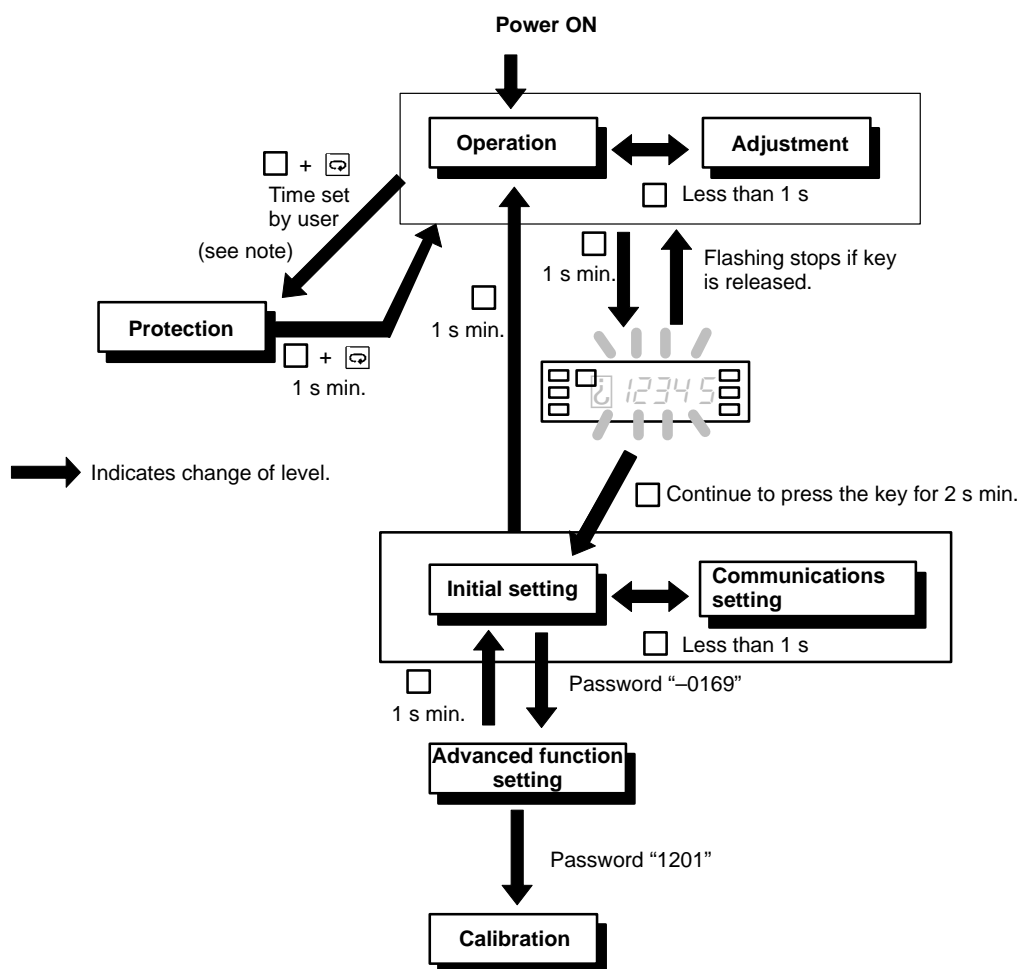 Power ON
Operation
Adjustment
+
Time set
by user
(see note)
Less than 1 s
1 s min.
Flashing stops if key
is released.
Protection
1 s min.
+
1 s min.
12345
Indicates change of level.
Continue to press the key for 2 s min.
Initial setting
Communications
setting
Less than 1 s
Password “–0169”
1 s min.
Advanced function
setting
Password “1201”
Calibration